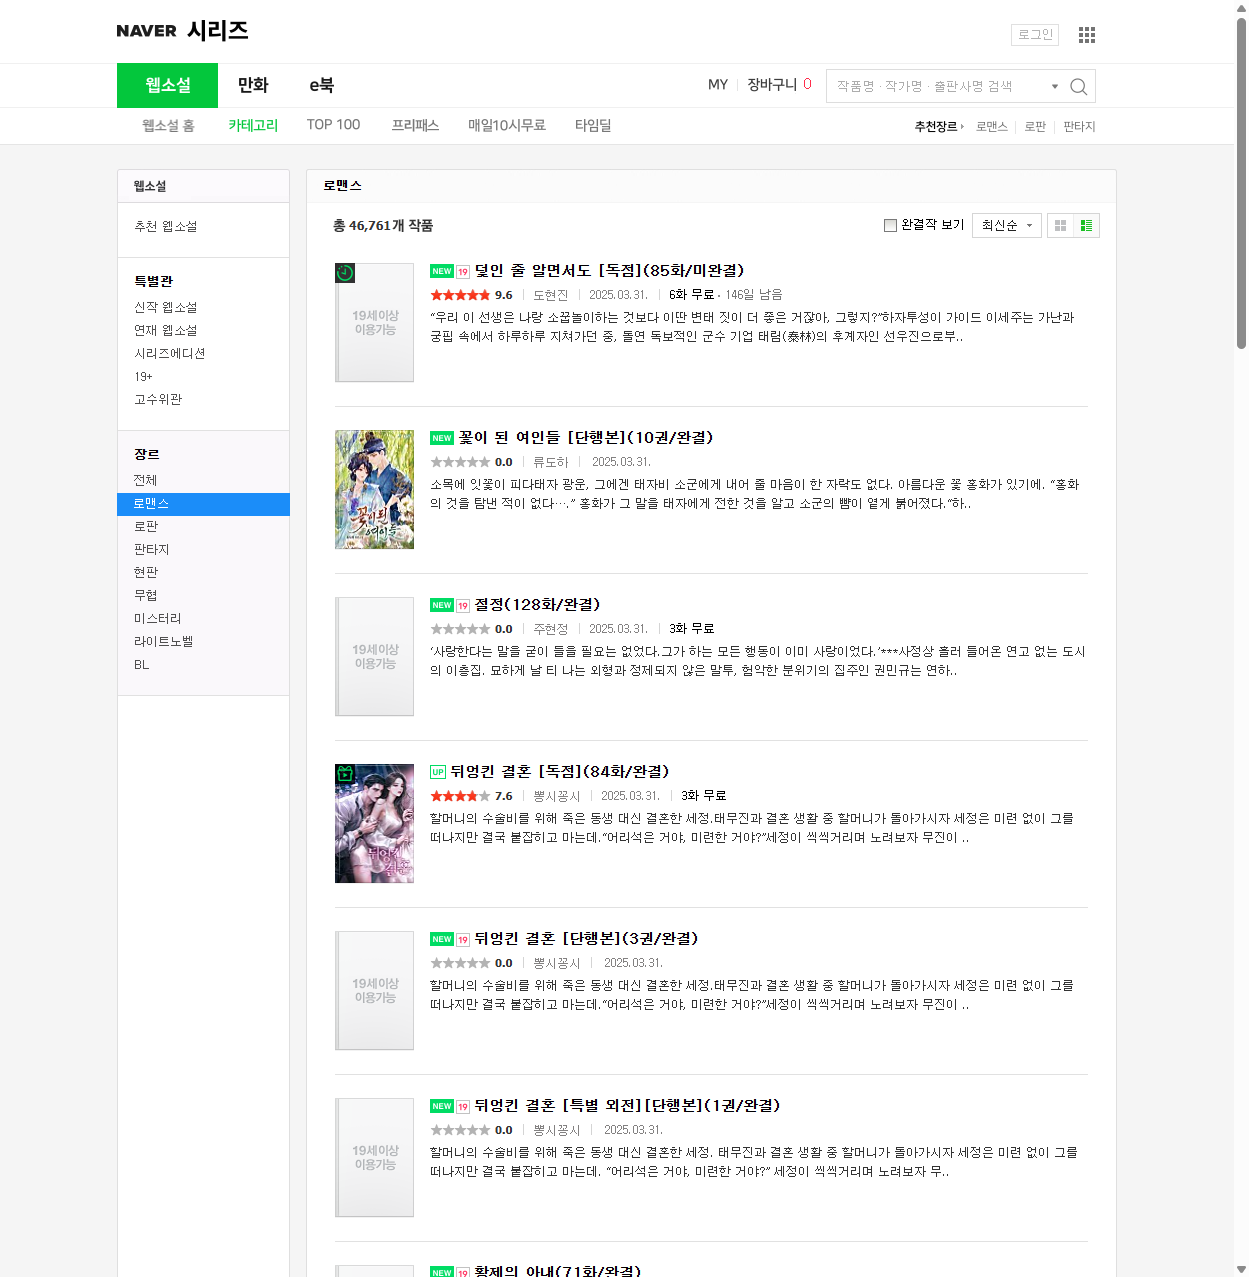 NAVER 시리즈
로그인
웹소설 만화 e북
MY 장바구니 0
작품명 · 작가명 · 출판사명 검색
웹소설 홈 카테고리 TOP 100 프리패스 매일10시무료 타임딜
추천장르 로맨스 로판 판타지
웹소설
추천 웹소설
특별관
신작 웹소설
연재 웹소설
시리즈에디션
19+
고수위관
장르
전체
로맨스
로판
판타지
현판
무협
미스터리
라이트노벨
BL
로맨스
총 46,761개 작품
완결작 보기 최신순
19세이상
이용가능
NEW 19 덫인 줄 알면서도 [독점](85화/미완결)
9.6 도현진 2025.03.31. 6화 무료 · 146일 남음
“우리 이 선생은 나랑 소꿉놀이하는 것보다 이딴 변태 짓이 더 좋은 거잖아, 그렇지?”하자투성이 가이드 이세주는 가난과
궁핍 속에서 하루하루 지쳐가던 중, 돌연 독보적인 군수 기업 태림(泰林)의 후계자인 선우진으로부..
꽃이 된 여인들
NEW 꽃이 된 여인들 [단행본](10권/완결)
0.0 류도하 2025.03.31.
소목에 잇꽃이 피다태자 광운, 그에겐 태자비 소군에게 내어 줄 마음이 한 자락도 없다. 아름다운 꽃 홍화가 있기에. “홍화
의 것을 탐낸 적이 없다….” 홍화가 그 말을 태자에게 전한 것을 알고 소군의 뺨이 옅게 붉어졌다.“하..
19세이상
이용가능
NEW 19 절정(128화/완결)
0.0 주현정 2025.03.31. 3화 무료
‘사랑한다는 말을 굳이 들을 필요는 없었다.그가 하는 모든 행동이 이미 사랑이었다.’***사정상 흘러 들어온 연고 없는 도시
의 이층집. 묘하게 날 티 나는 외형과 정제되지 않은 말투, 험악한 분위기의 집주인 권민규는 연하..
뒤엉킨 결혼
UP 뒤엉킨 결혼 [독점](84화/완결)
7.6 뽕시꽁시 2025.03.31. 3화 무료
할머니의 수술비를 위해 죽은 동생 대신 결혼한 세정.태무진과 결혼 생활 중 할머니가 돌아가시자 세정은 미련 없이 그를
떠나지만 결국 붙잡히고 마는데.“어리석은 거야, 미련한 거야?”세정이 씩씩거리며 노려보자 무진이 ..
19세이상
이용가능
NEW 19 뒤엉킨 결혼 [단행본](3권/완결)
0.0 뽕시꽁시 2025.03.31.
할머니의 수술비를 위해 죽은 동생 대신 결혼한 세정.태무진과 결혼 생활 중 할머니가 돌아가시자 세정은 미련 없이 그를
떠나지만 결국 붙잡히고 마는데.“어리석은 거야, 미련한 거야?”세정이 씩씩거리며 노려보자 무진이 ..
19세이상
이용가능
NEW 19 뒤엉킨 결혼 [특별 외전][단행본](1권/완결)
0.0 뽕시꽁시 2025.03.31.
할머니의 수술비를 위해 죽은 동생 대신 결혼한 세정. 태무진과 결혼 생활 중 할머니가 돌아가시자 세정은 미련 없이 그를
떠나지만 결국 붙잡히고 마는데. “어리석은 거야, 미련한 거야?” 세정이 씩씩거리며 노려보자 무..
NEW 19 황제의 아내(71화/완결)